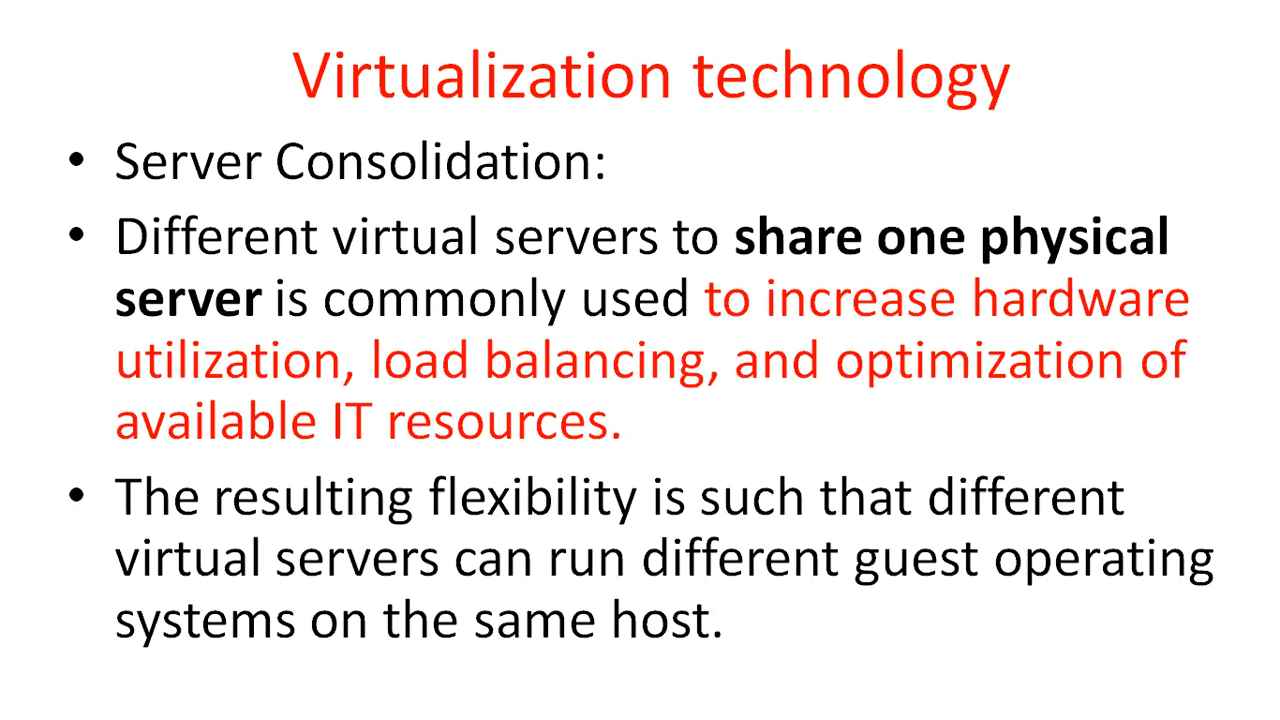 Virtualization technology
• Server Consolidation:
• Different virtual servers to share one physical
server is commonly used to increase hardware
utilization, load balancing, and optimization of
available IT resources.
• The resulting flexibility is such that different
virtual servers can run different guest operating
systems on the same host.